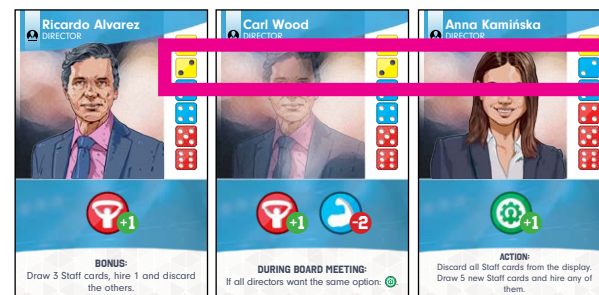 Ricardo Alvarez
DIRECTOR
+1
BONUS:
Draw 3 Staff cards, hire 1 and discard
the others.
Carl Wood
DIRECTOR
+1
-2
DURING BOARD MEETING:
If all directors want the same option:
Anna Kamińska
DIRECTOR
+1
ACTION:
Discard all Staff cards from the display.
Draw 5 new Staff cards and hire any of
them.